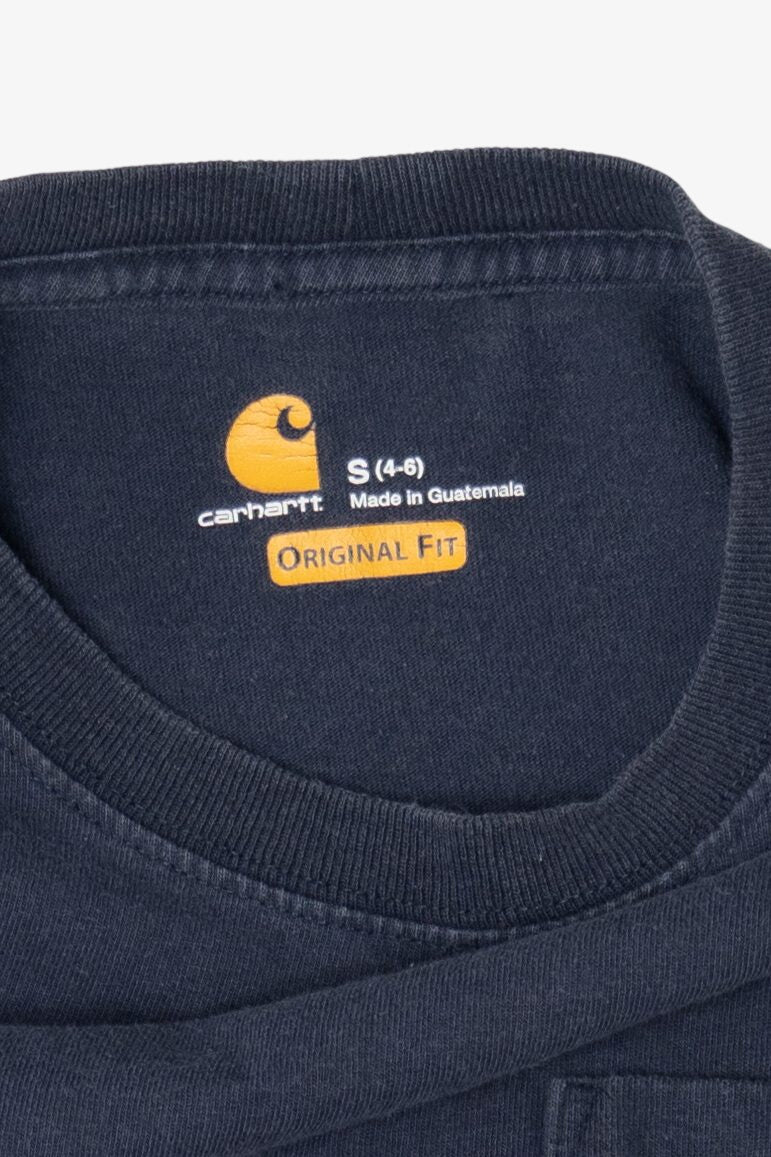 S (4-6)
Made in Guatemala
carhartt
ORIGINAL FIT